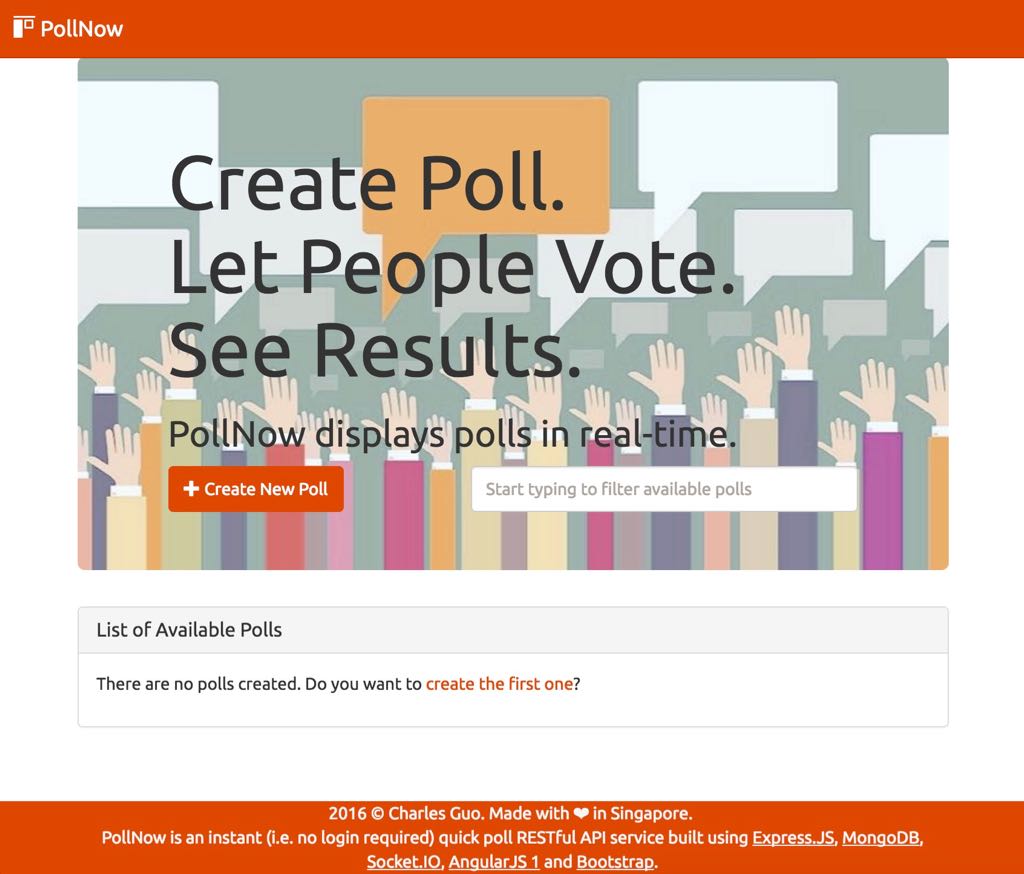 PollNow
Create Poll.
Let People Vote.
See Results.
PollNow displays polls in real-time.
Create New Poll
Start typing to filter available polls
List of Available Polls
There are no polls created. Do you want to create the first one?
2016 © Charles Guo. Made with ❤ in Singapore.
PollNow is an instant (i.e. no login required) quick poll RESTful API service built using Express.JS, MongoDB,
Socket.IO, AngularJS 1 and Bootstrap.